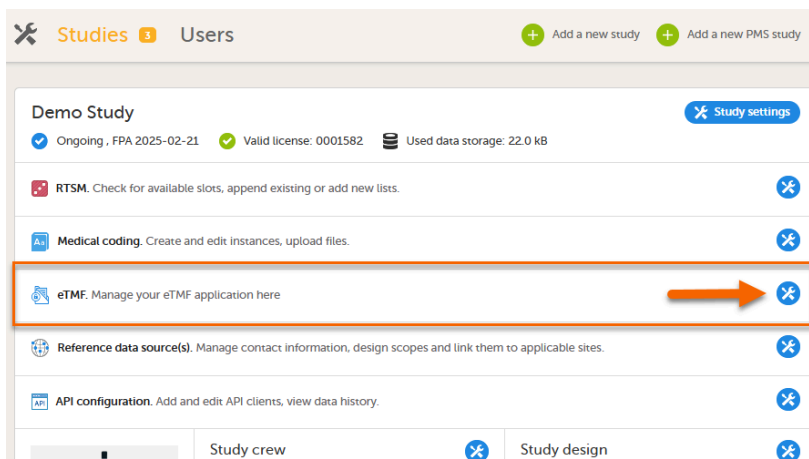 Studies 3 Users
Add a new study Add a new PMS study
Demo Study
Study settings
Ongoing , FPA 2025-02-21 Valid license: 0001582 Used data storage: 22.0 kB
RTSM. Check for available slots, append existing or add new lists.
Aa Medical coding. Create and edit instances, upload files.
eTMF. Manage your eTMF application here
Reference data source(s). Manage contact information, design scopes and link them to applicable sites.
API API configuration. Add and edit API clients, view data history.
Study crew Study design